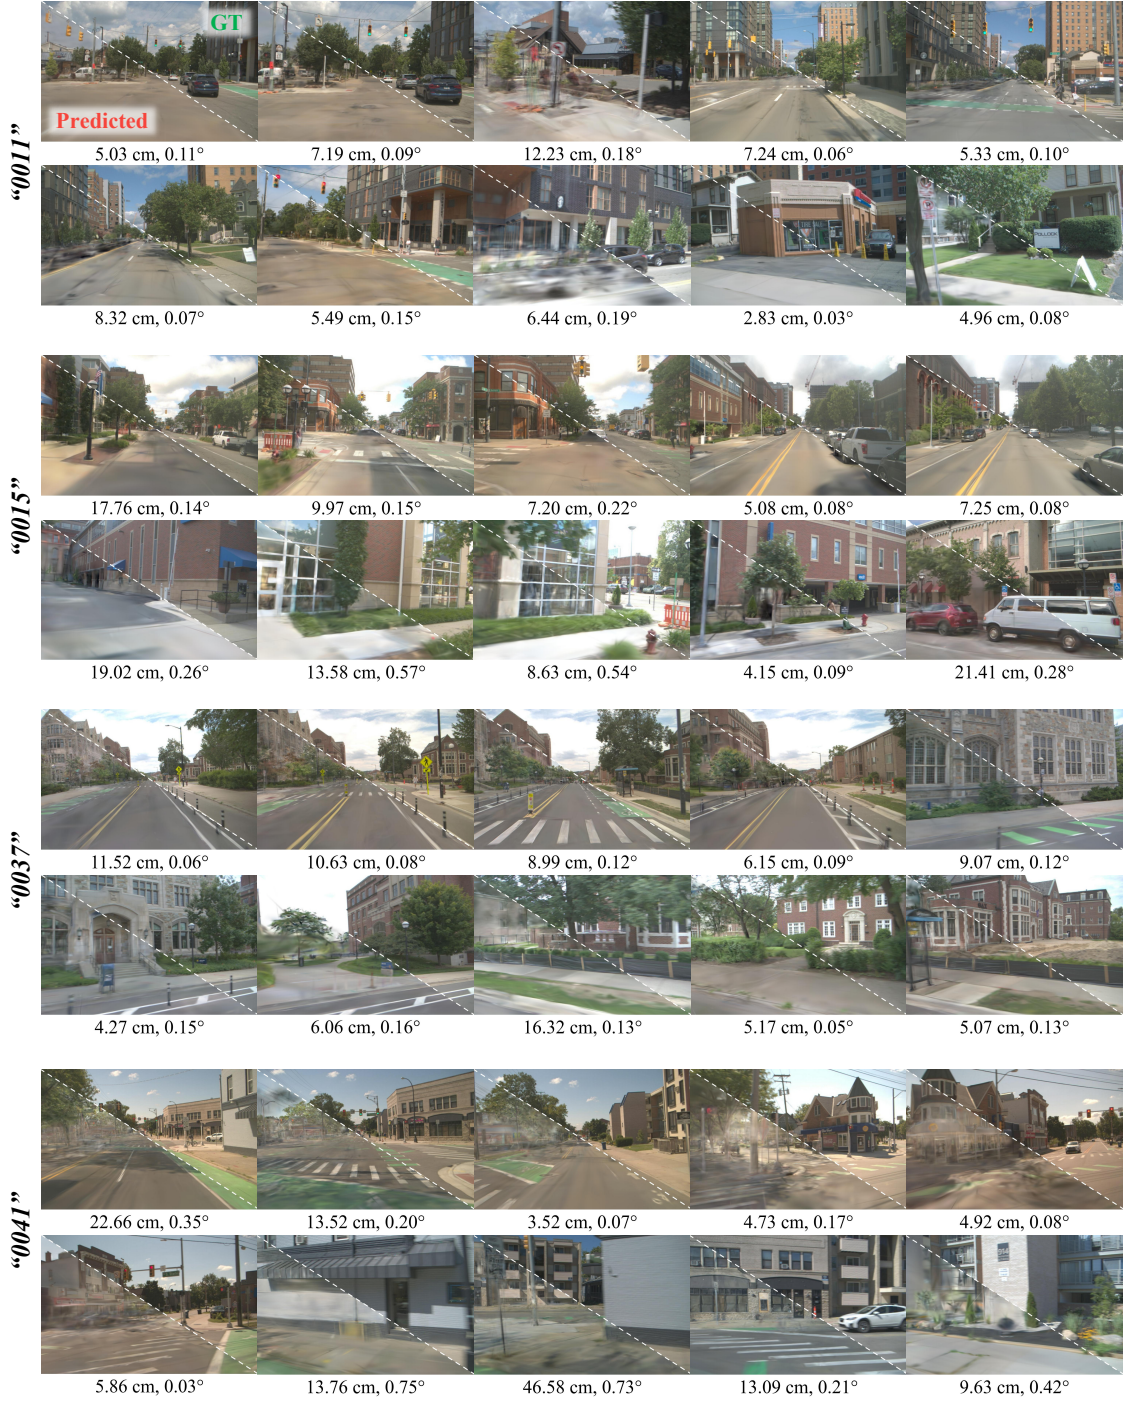 GT
Predicted
"0011"
5.03 cm, 0.11° 7.19 cm, 0.09° 12.23 cm, 0.18° 7.24 cm, 0.06° 5.33 cm, 0.10°
POLLOCK
8.32 cm, 0.07° 5.49 cm, 0.15° 6.44 cm, 0.19° 2.83 cm, 0.03° 4.96 cm, 0.08°
"0015"
17.76 cm, 0.14° 9.97 cm, 0.15° 7.20 cm, 0.22° 5.08 cm, 0.08° 7.25 cm, 0.08°
19.02 cm, 0.26° 13.58 cm, 0.57° 8.63 cm, 0.54° 4.15 cm, 0.09° 21.41 cm, 0.28°
"0037"
11.52 cm, 0.06° 10.63 cm, 0.08° 8.99 cm, 0.12° 6.15 cm, 0.09° 9.07 cm, 0.12°
4.27 cm, 0.15° 6.06 cm, 0.16° 16.32 cm, 0.13° 5.17 cm, 0.05° 5.07 cm, 0.13°
"0041"
22.66 cm, 0.35° 13.52 cm, 0.20° 3.52 cm, 0.07° 4.73 cm, 0.17° 4.92 cm, 0.08°
5.86 cm, 0.03° 13.76 cm, 0.75° 46.58 cm, 0.73° 13.09 cm, 0.21° 9.63 cm, 0.42°